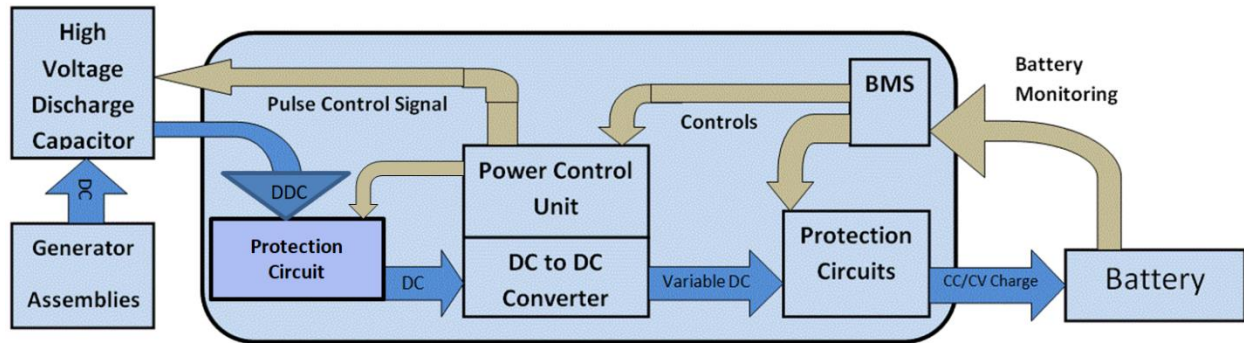 High
Voltage
Discharge
Capacitor
DC
Generator
Assemblies
Pulse Control Signal
DDC
Protection
Circuit
DC
Power Control
Unit
DC to DC
Converter
Controls
BMS
Variable DC
Protection
Circuits
Battery
Monitoring
CC/CV Charge
Battery